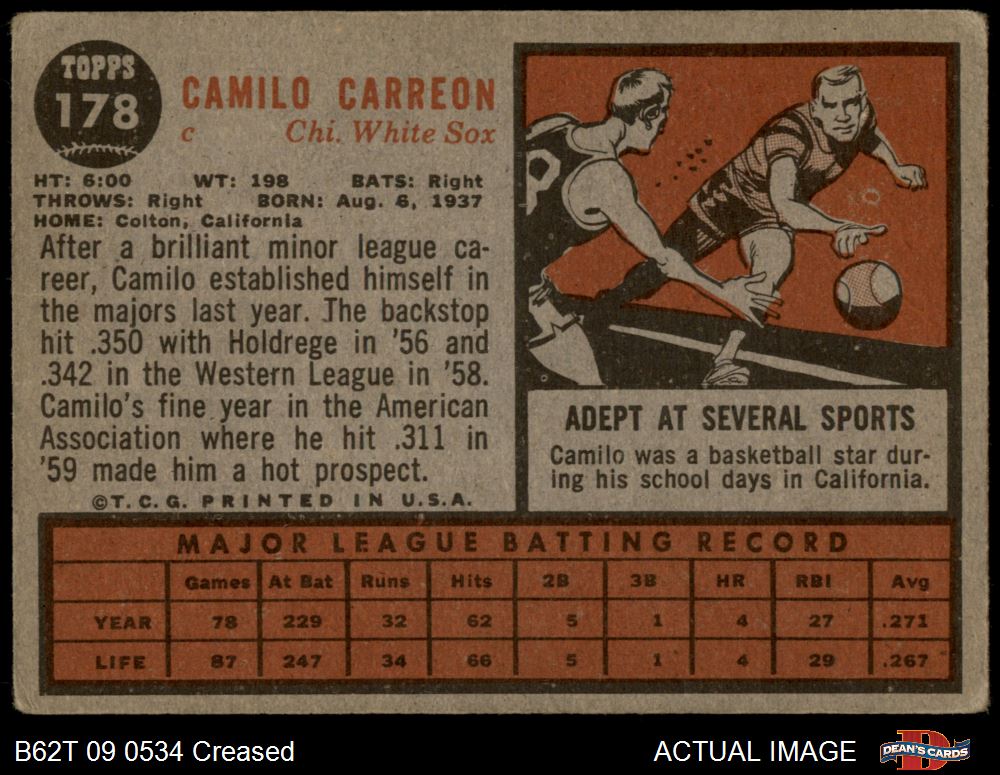 TOPPS
178
CAMILO CARREON
c Chi. White Sox
HT: 6:00 WT: 198 BATS: Right
THROWS: Right BORN: Aug. 6, 1937
HOME: Colton, California
After a brilliant minor league ca-
reer, Camilo established himself in
the majors last year. The backstop
hit .350 with Holdrege in '56 and
.342 in the Western League in '58.
Camilo's fine year in the American
Association where he hit .311 in
'59 made him a hot prospect.
©T.C.G. PRINTED IN U.S.A.
ADEPT AT SEVERAL SPORTS
Camilo was a basketball star dur-
ing his school days in California.
MAJOR LEAGUE BATTING RECORD
Games At Bat Runs Hits 2B 3B HR RBI Avg
YEAR 78 229 32 62 5 1 4 27 .271
LIFE 87 247 34 66 5 1 4 29 .267
B62T 09 0534 Creased ACTUAL IMAGE DEAN'S CARDS